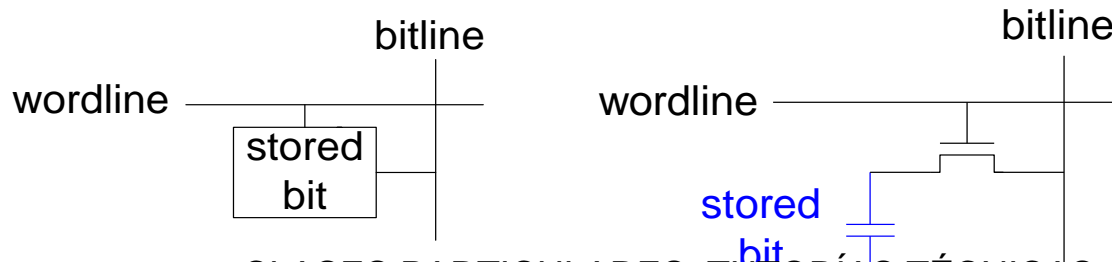 bitline
wordline
stored
bit
bitline
wordline
stored
bit